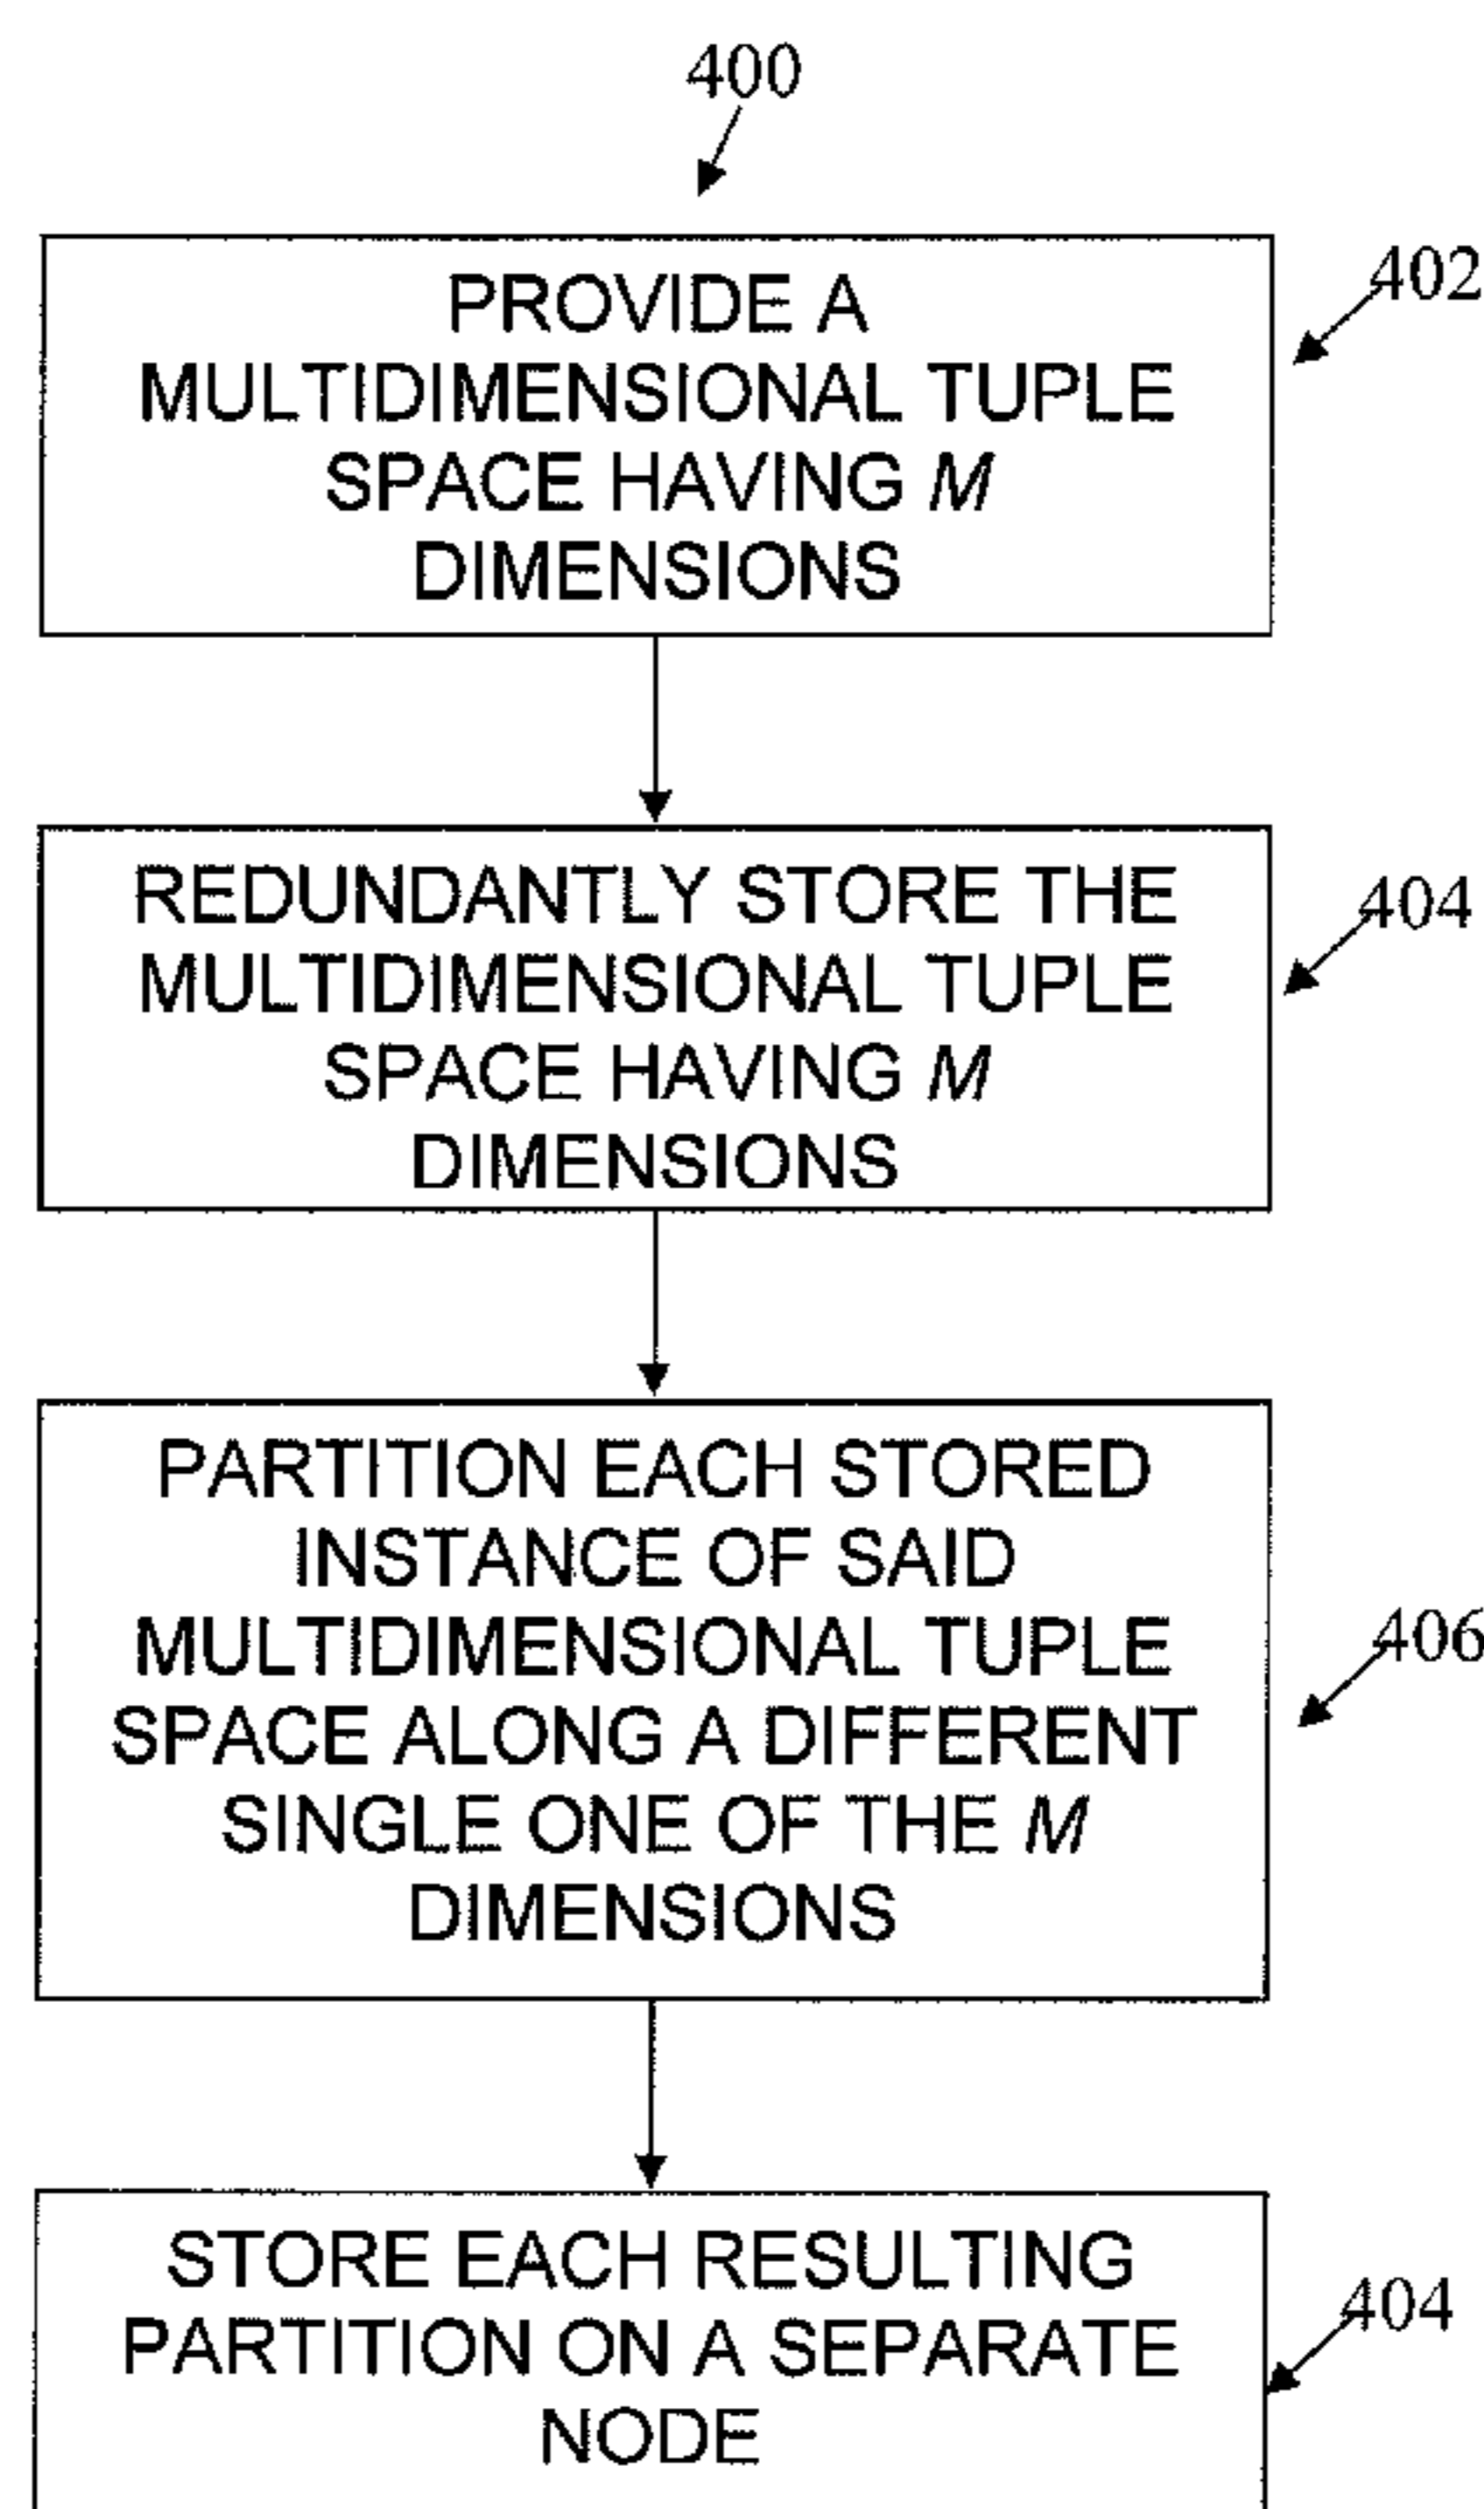 400
PROVIDE A
402
MULTIDIMENSIONAL TUPLE
SPACE HAVING M
DIMENSIONS
REDUNDANTLY STORE THE
404
MULTIDIMENSIONAL TUPLE
SPACE HAVING M
DIMENSIONS
PARTITION EACH STORED
INSTANCE OF SAID
MULTIDIMENSIONAL TUPLE
406
SPACE ALONG A DIFFERENT
SINGLE ONE OF THE M
DIMENSIONS
STORE EACH RESULTING
PARTITION ON A SEPARATE
404
NODE